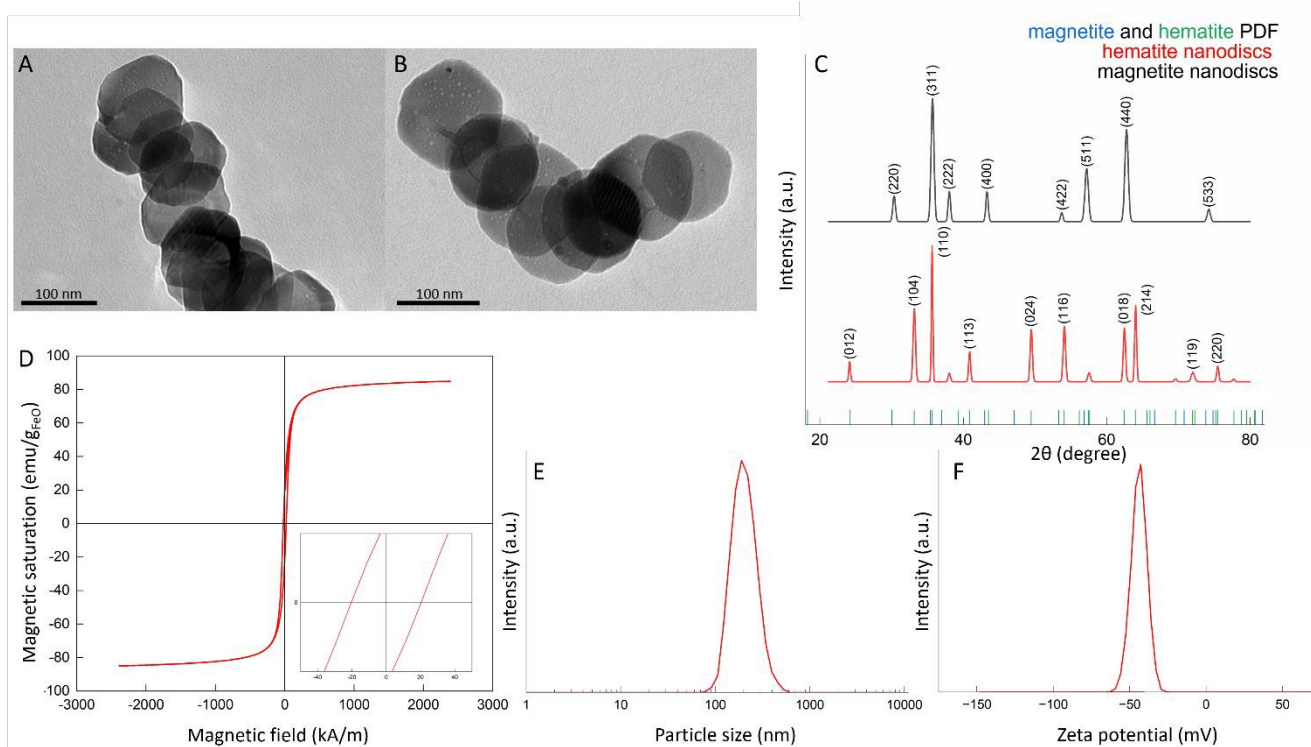 A
100 nm
B
100 nm
C
magnetite and hematite PDF
hematite nanodiscs
magnetite nanodiscs
Intensity (a.u.)
(220)
(311)
(222)
(400)
(422)
(511)
(440)
(533)
(012)
(104)
(110)
(113)
(024)
(116)
(018)
(214)
(119)
(220)
20
40
60
80
2θ (degree)
D
Magnetic saturation (emu/gFeO)
100
80
60
40
20
0
-20
-40
-60
-80
-100
-3000
-2000
-1000
0
1000
2000
3000
Magnetic field (kA/m)
0
-40
-20
0
20
40
E
Intensity (a.u.)
1
10
100
1000
10000
Particle size (nm)
F
Intensity (a.u.)
−150
−100
−50
0
50
Zeta potential (mV)